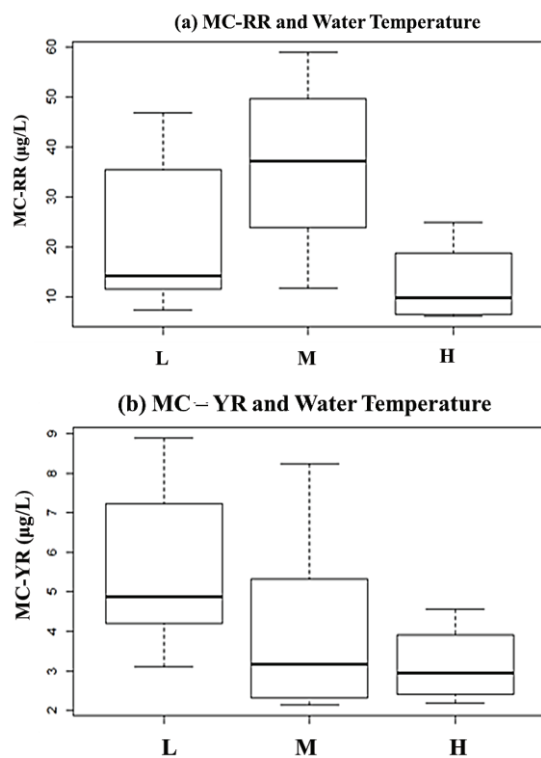 (a) MC-RR and Water Temperature
MC-RR (µg/L)
60
50
40
30
20
10
L M H
(b) MC – YR and Water Temperature
MC-YR (µg/L)
9
8
7
6
5
4
3
2
L M H